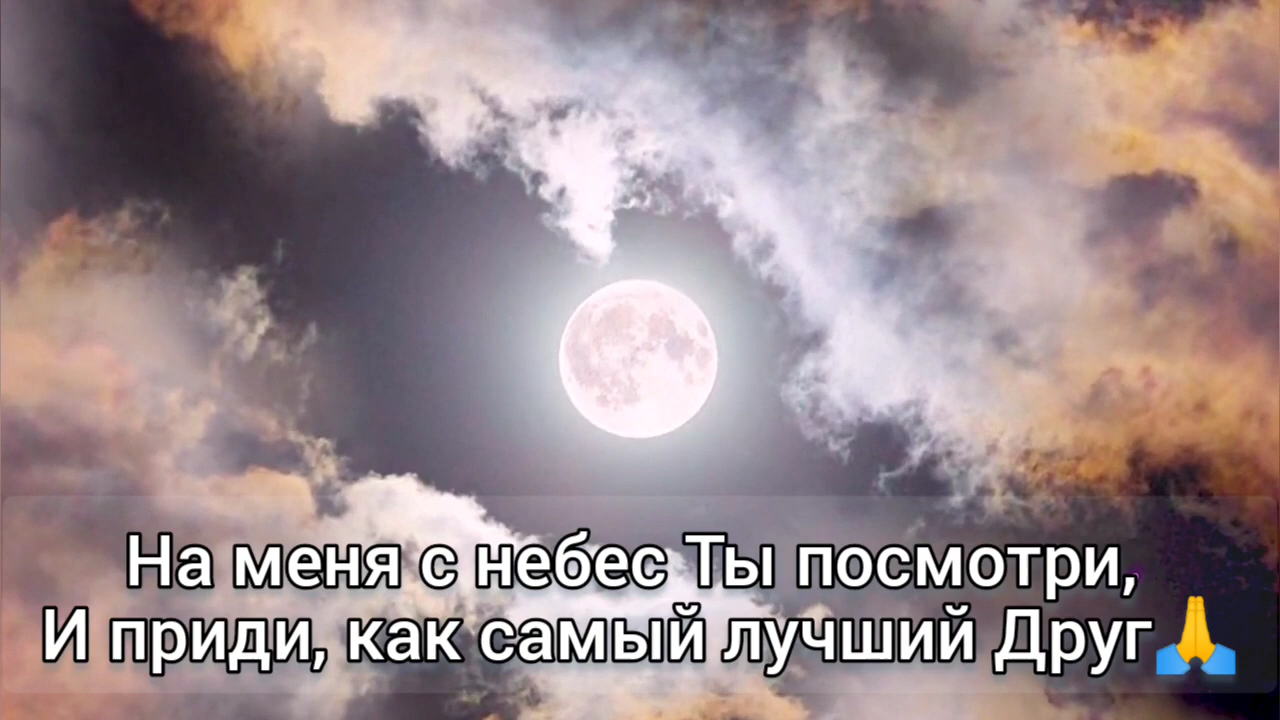 На меня с небес Ты посмотри,
И приди, как самый лучший Друг🙏